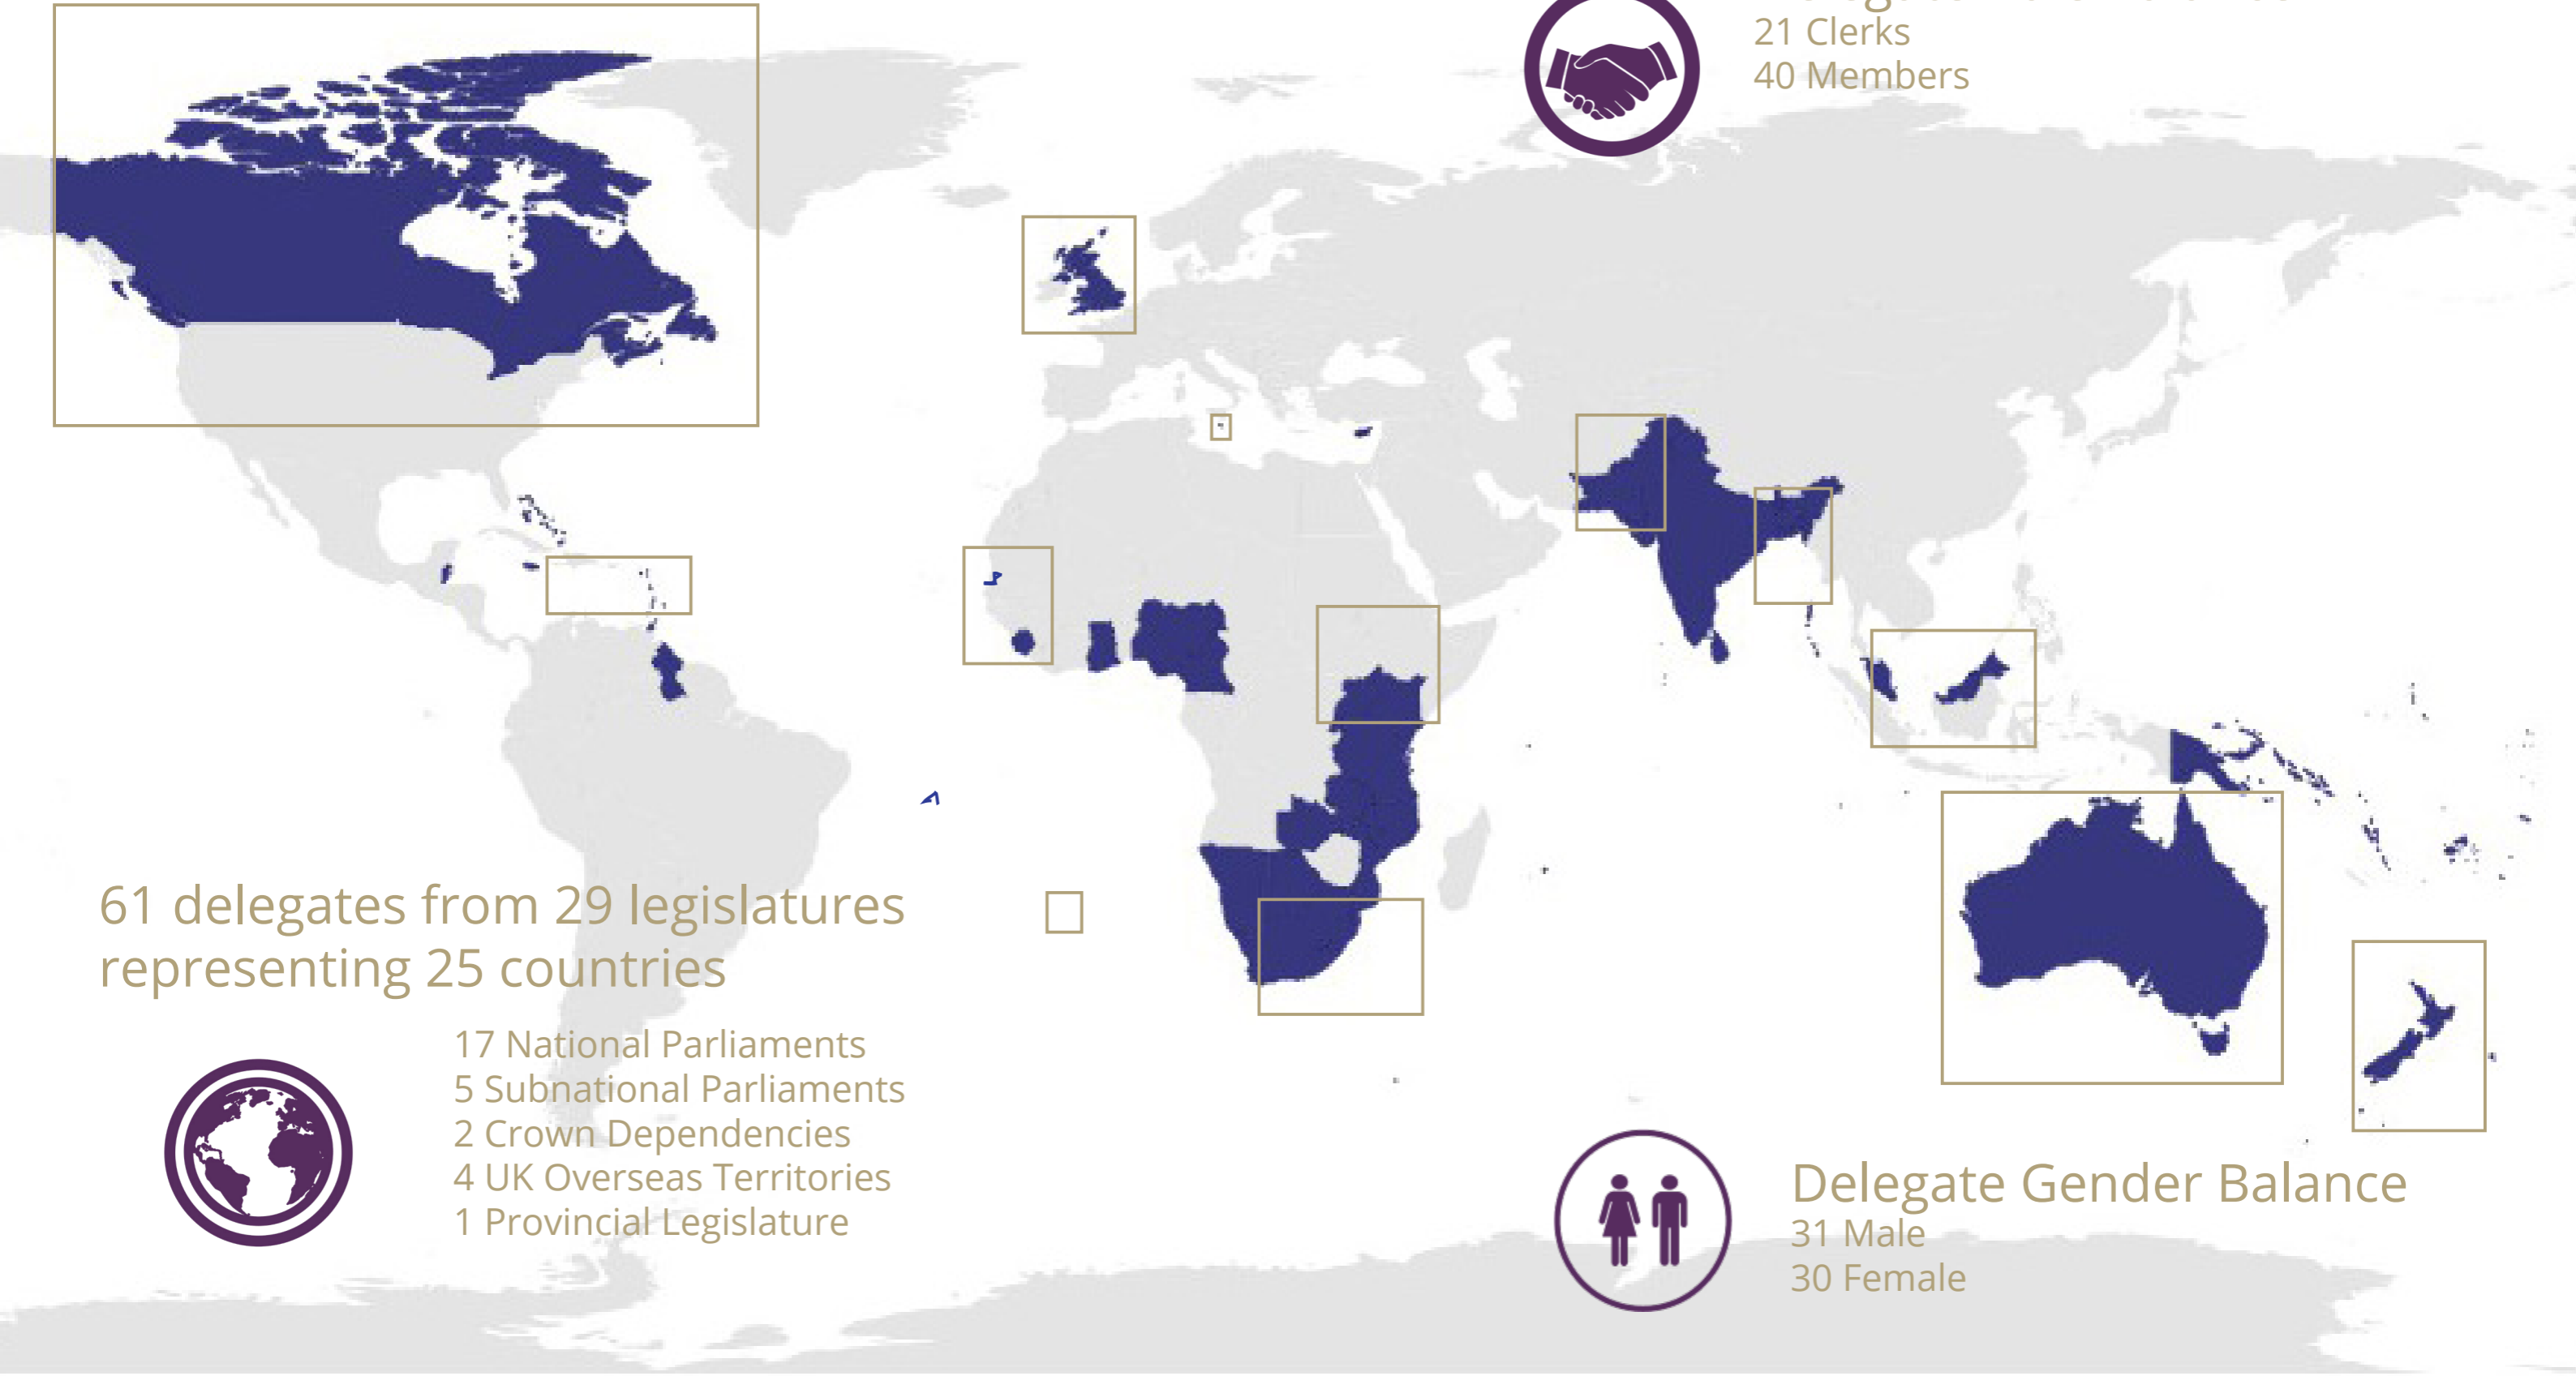 21 Clerks
40 Members
61 delegates from 29 legislatures
representing 25 countries
17 National Parliaments
5 Subnational Parliaments
2 Crown Dependencies
4 UK Overseas Territories
1 Provincial Legislature
Delegate Gender Balance
31 Male
30 Female